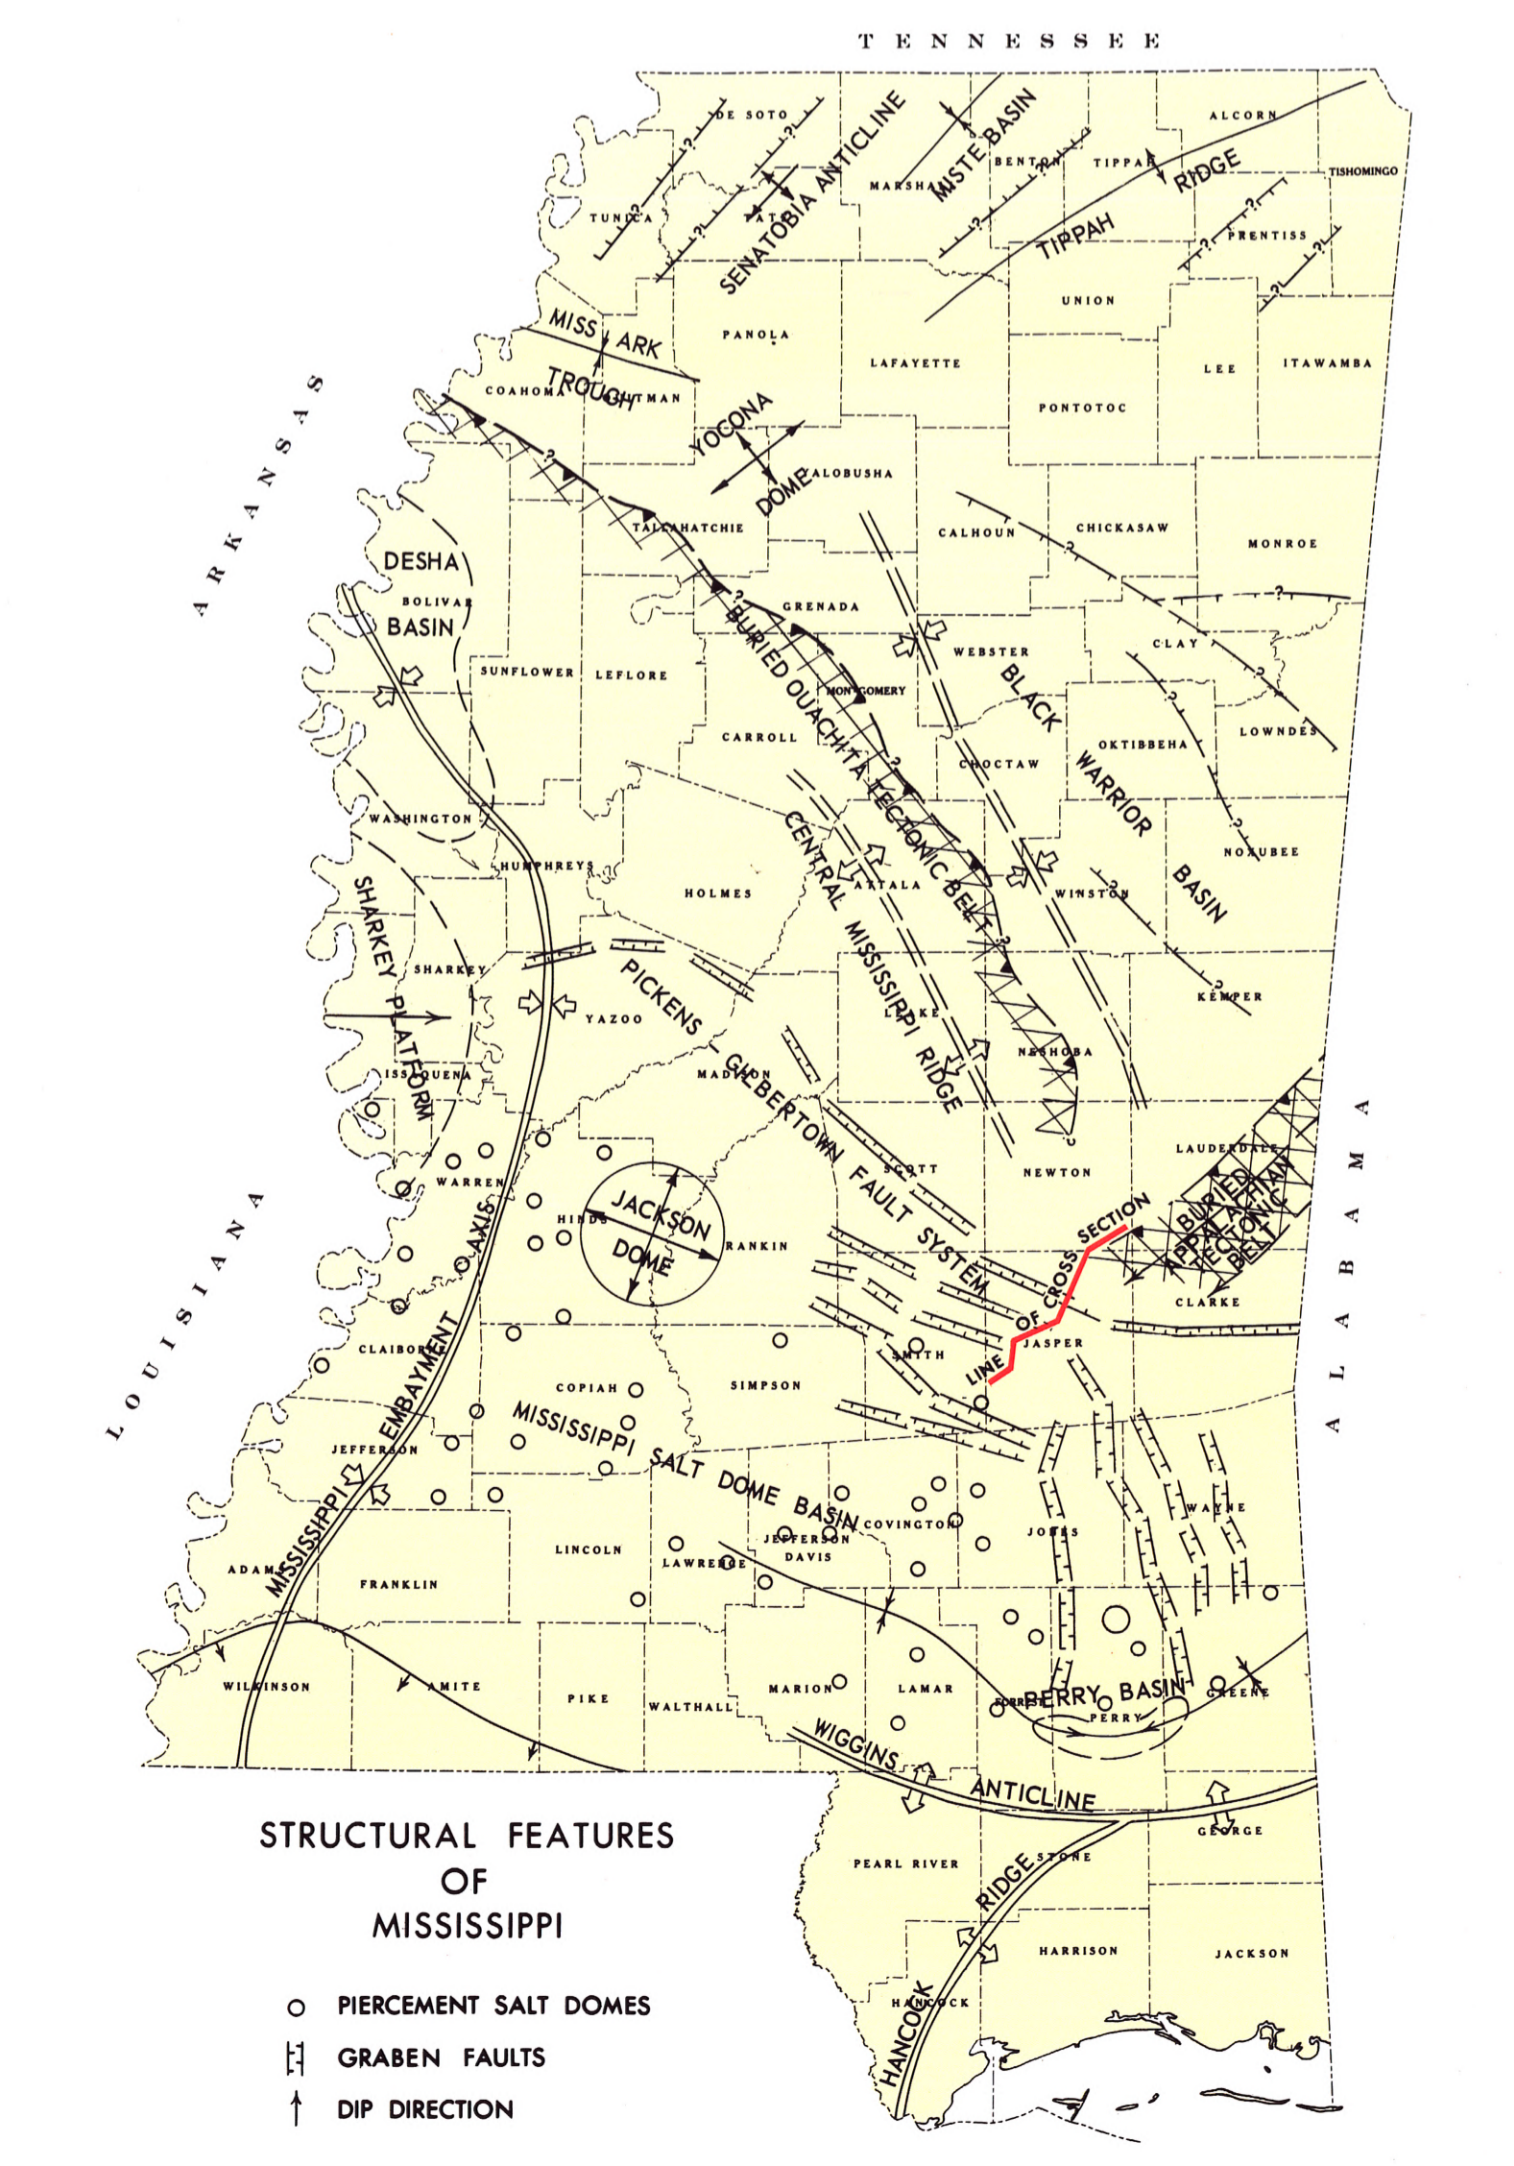 TENNESSEE
DE SOTO
ALCORN
BENTON
TIPPAH
MARSHALL
TISHOMINGO
TUNICA
TATE
SENATOBIA ANTICLINE
MISTE BASIN
TIPPAH RIDGE
PRENTISS
UNION
MISS ARK
TROUGH
PANOLA
LAFAYETTE
LEE
ITAWAMBA
COAHOMA
QUITMAN
PONTOTOC
ARKANSAS
YOCONA
DOME
YALOBUSHA
TALLAHATCHIE
CALHOUN
CHICKASAW
MONROE
DESHA
BOLIVAR
BASIN
GRENADA
CLAY
WEBSTER
SUNFLOWER
LEFLORE
MONTGOMERY
BURIED OUACHITA TECTONIC BELT
BLACK
WARRIOR
BASIN
CARROLL
OKTIBBEHA
LOWNDES
CHOCTAW
WASHINGTON
HUMPHREYS
HOLMES
ATTALA
WINSTON
NOXUBEE
CENTRAL MISSISSIPPI RIDGE
SHARKEY PLATFORM
SHARKEY
YAZOO
LEAKE
KEMPER
NESHOBA
ISSAQUENA
MADISON
PICKENS – GILBERTOWN FAULT SYSTEM
ALABAMA
LOUISIANA
WARREN
SCOTT
NEWTON
LAUDERDALE
BURIED
APPALACHIAN
TECTONIC
BELT
HINDS
JACKSON
DOME
RANKIN
LINE OF CROSS SECTION
CLARKE
CLAIBORNE
SMITH
JASPER
COPIAH
SIMPSON
MISSISSIPPI EMBAYMENT AXIS
JEFFERSON
MISSISSIPPI SALT DOME BASIN
JEFFERSON
DAVIS
COVINGTON
JONES
WAYNE
ADAMS
FRANKLIN
LINCOLN
LAWRENCE
WILKINSON
AMITE
PIKE
WALTHALL
MARION
LAMAR
FORREST
PERRY BASIN
PERRY
GREENE
WIGGINS ANTICLINE
GEORGE
PEARL RIVER
STONE
HANCOCK RIDGE
HARRISON
JACKSON
HANCOCK
STRUCTURAL FEATURES
OF
MISSISSIPPI
PIERCEMENT SALT DOMES
GRABEN FAULTS
DIP DIRECTION